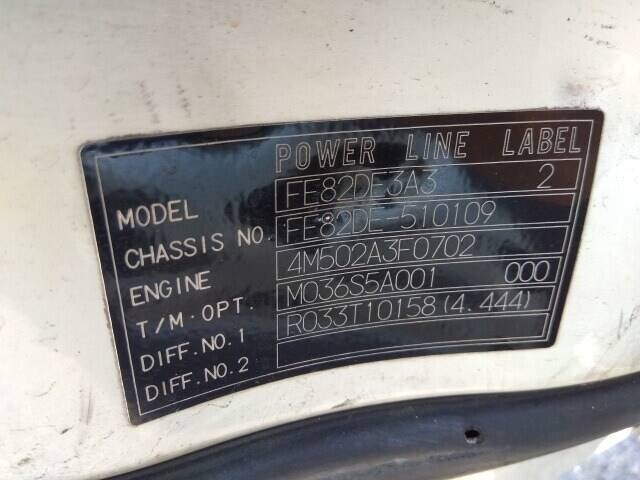 POWER LINE LABEL
MODEL FE82DE3A3 2
CHASSIS NO. FE82DE-510109
ENGINE 4M502A3F0702
T/M·OPT. M036S5A001 000
DIFF.NO.1 R033T10158(4.444)
DIFF.NO.2